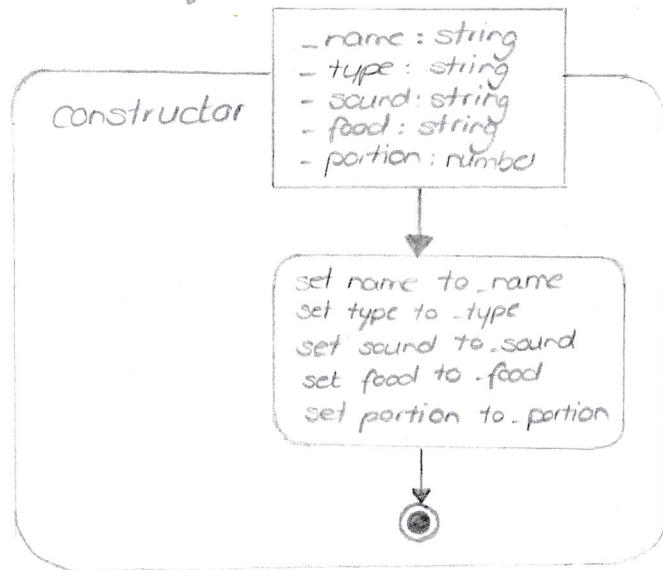 constructor
_name: string
_type: string
_sound: string
_food: string
_portion: number
set name to _name
set type to _type
set sound to _sound
set food to _food
set portion to _portion